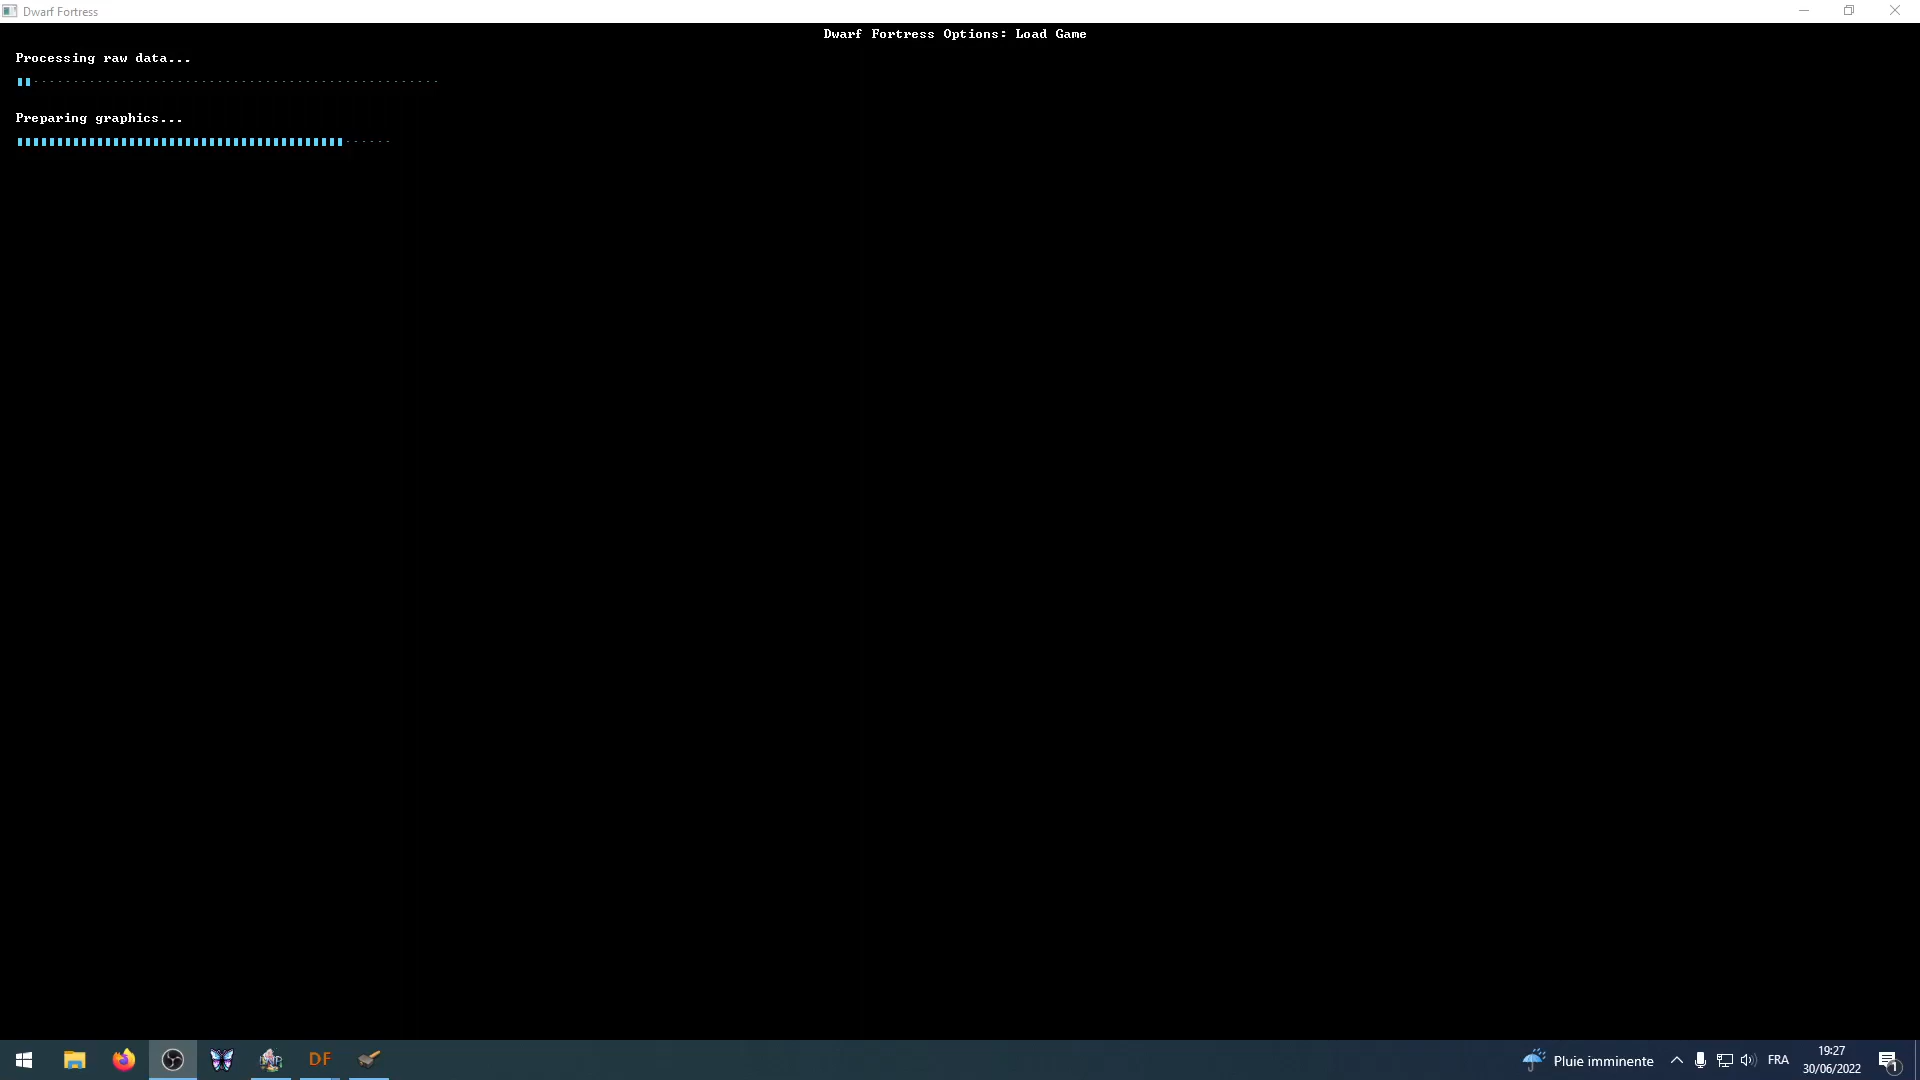 Dwarf Fortress
Dwarf Fortress Options: Load Game
Processing raw data...
Preparing graphics...
DF
Pluie imminente
FRA
19:27
30/06/2022
1